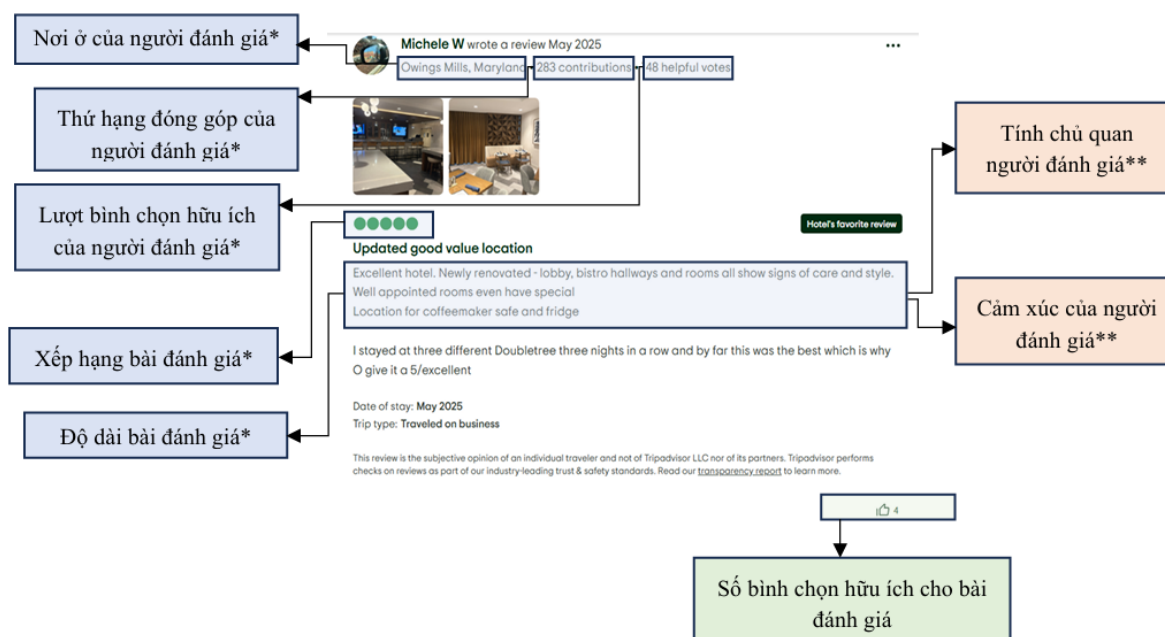 Nơi ở của người đánh giá*
Thứ hạng đóng góp của
người đánh giá*
Lượt bình chọn hữu ích
của người đánh giá*
Xếp hạng bài đánh giá*
Độ dài bài đánh giá*
Michele W wrote a review May 2025
Owings Mills, Maryland 283 contributions 48 helpful votes
Hotel's favorite review
Updated good value location
Excellent hotel. Newly renovated - lobby, bistro hallways and rooms all show signs of care and style.
Well appointed rooms even have special
Location for coffeemaker safe and fridge
I stayed at three different Doubletree three nights in a row and by far this was the best which is why
O give it a 5/excellent
Date of stay: May 2025
Trip type: Traveled on business
This review is the subjective opinion of an individual traveler and not of Tripadvisor LLC nor of its partners. Tripadvisor performs
checks on reviews as part of our industry-leading trust & safety standards. Read our transparency report to learn more.
4
Tính chủ quan
người đánh giá**
Cảm xúc của người
đánh giá**
Số bình chọn hữu ích cho bài
đánh giá